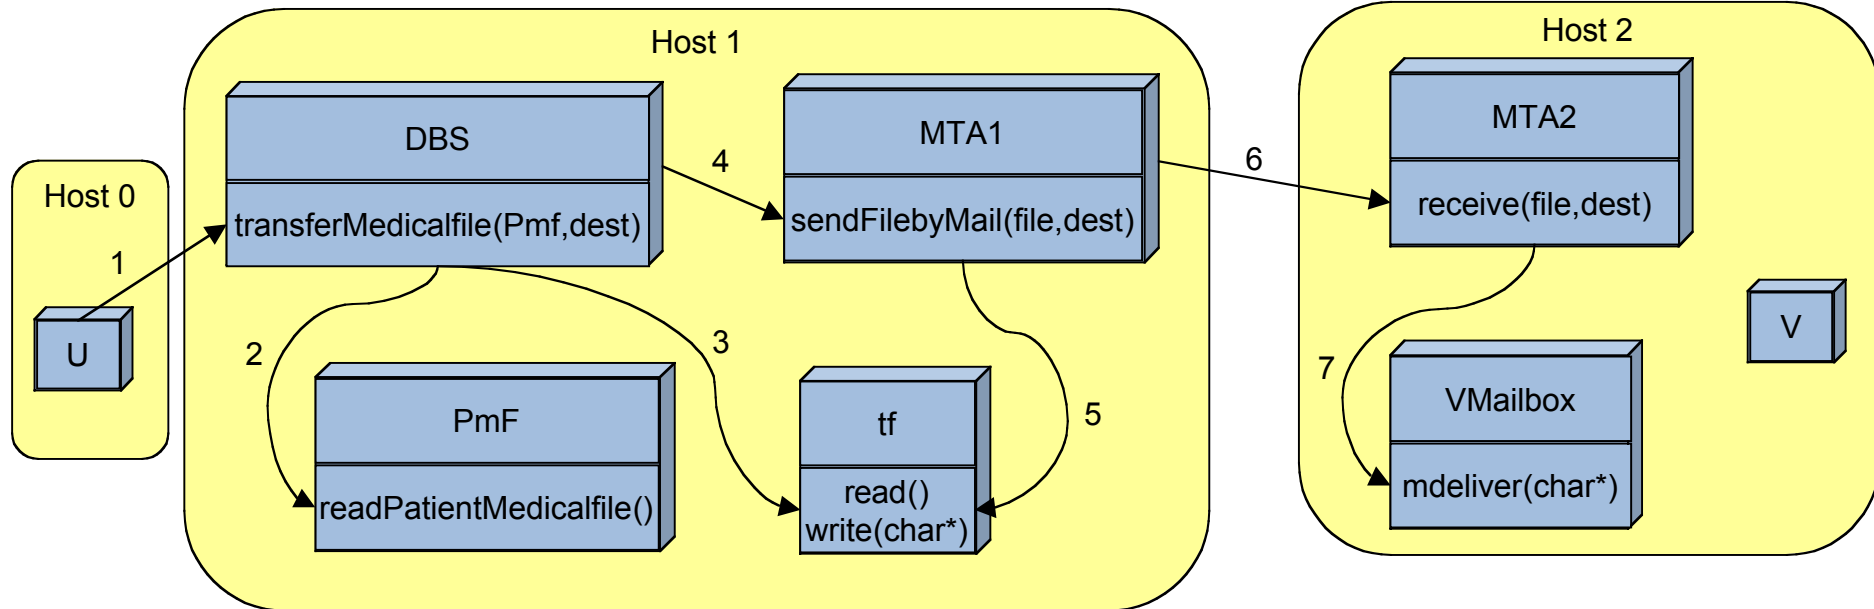 Host 0
U
1
Host 1
DBS
transferMedicalfile(Pmf,dest)
4
MTA1
sendFilebyMail(file,dest)
2
3
5
PmF
readPatientMedicalfile()
tf
read()
write(char*)
6
Host 2
MTA2
receive(file,dest)
7
VMailbox
mdeliver(char*)
V